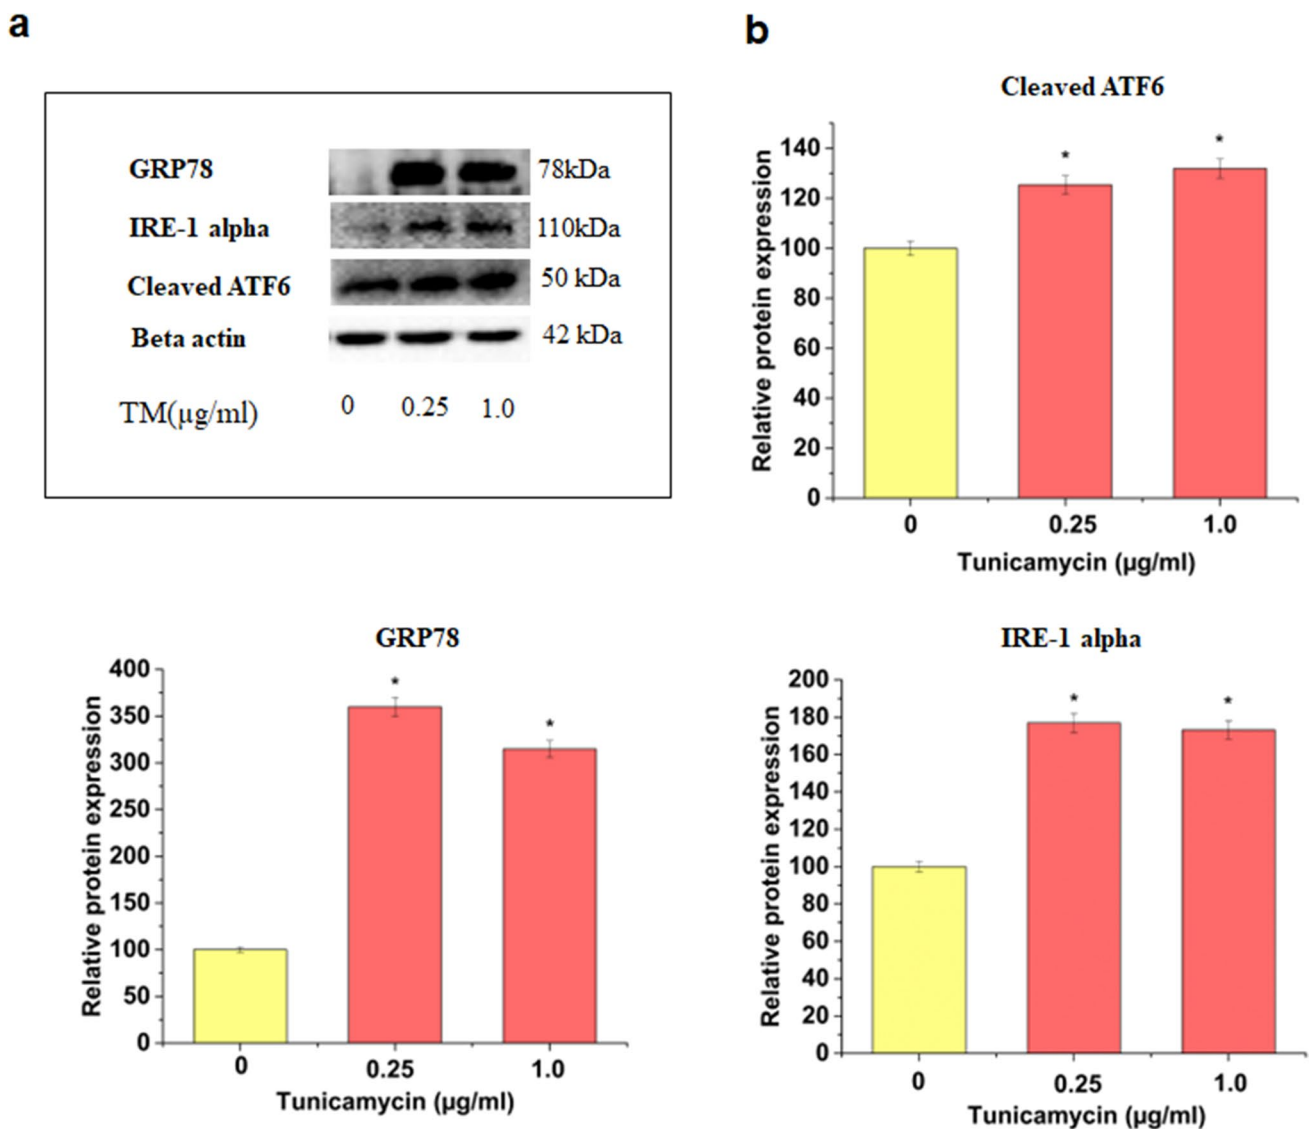 a
GRP78 78kDa
IRE-1 alpha 110kDa
Cleaved ATF6 50 kDa
Beta actin 42 kDa
TM(µg/ml) 0 0.25 1.0
b
Cleaved ATF6
Relative protein expression
140
120
100
80
60
40
20
0
* *
0 0.25 1.0
Tunicamycin (µg/ml)
GRP78
Relative protein expression
400
350
300
250
200
150
100
50
0
* *
0 0.25 1.0
Tunicamycin (µg/ml)
IRE-1 alpha
Relative protein expression
200
180
160
140
120
100
80
60
40
20
0
* *
0 0.25 1.0
Tunicamycin (µg/ml)